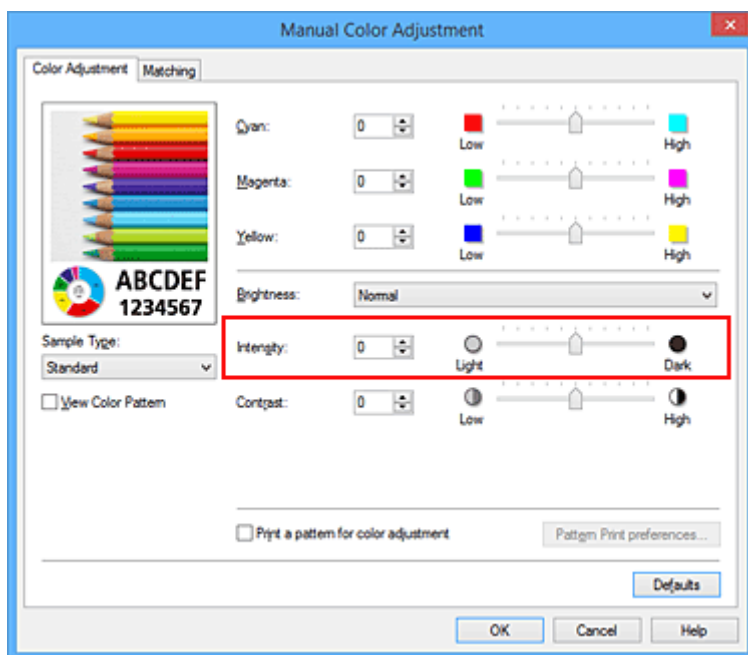 Manual Color Adjustment
Color Adjustment
Matching
Cyan:
0
Low
High
Magenta:
0
Low
High
Yellow:
0
Low
High
ABCDEF
1234567
Brightness:
Normal
Sample Type:
Standard
Intensity:
0
Light
Dark
View Color Pattern
Contrast:
0
Low
High
Print a pattern for color adjustment
Pattern Print preferences...
Defaults
OK
Cancel
Help